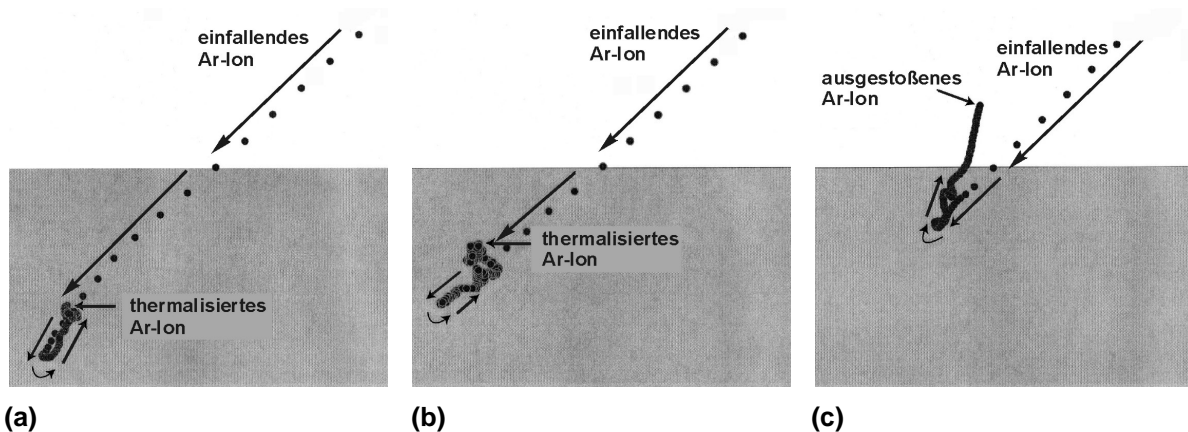 einfallendes
Ar-Ion
thermalisiertes
Ar-Ion
(a)
einfallendes
Ar-Ion
thermalisiertes
Ar-Ion
(b)
einfallendes
Ar-Ion
ausgestoßenes
Ar-Ion
(c)